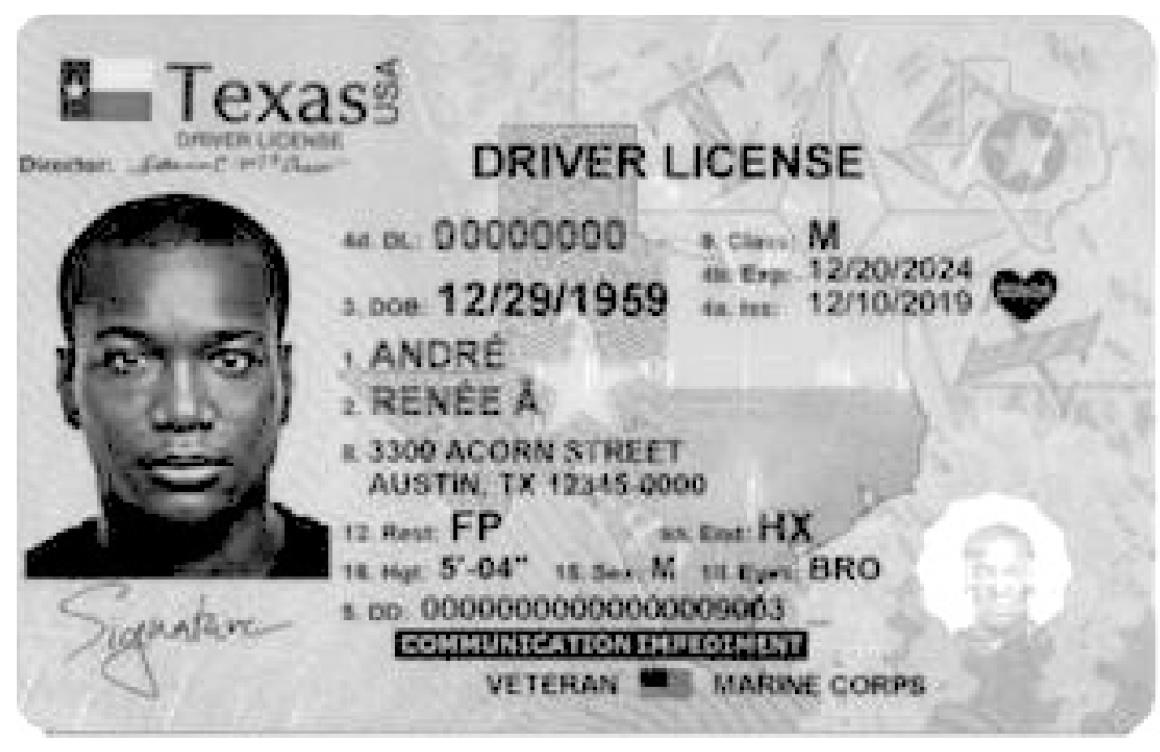 Texas USA
DRIVER LICENSE
Director:
DRIVER LICENSE
4d. DL: 00000000 9. Class: M
4b. Exp: 12/20/2024
3. DOB: 12/29/1959 4a. Iss: 12/10/2019
1. ANDRÉ
2. RENÉE Å
8. 3309 ACORN STREET
AUSTIN, TX 12345-0000
12. Rest: FP 9a. End: HX
16. Hgt: 5'-04" 15. Sex: M 18. Eyes: BRO
5. DD: 00000000000000009003
Signature
COMMUNICATION IMPEDIMENT
VETERAN MARINE CORPS